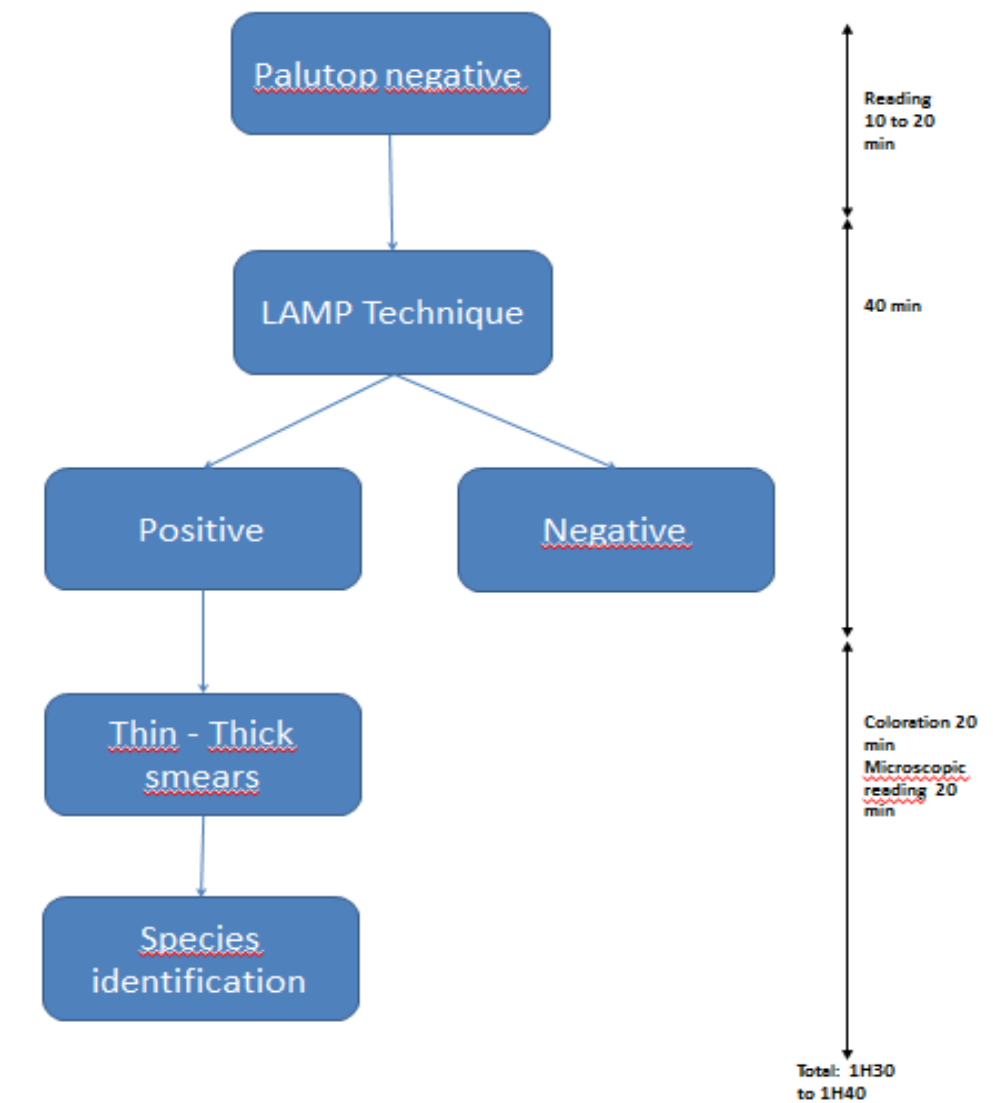 Palutop negative
Reading
10 to 20
min
LAMP Technique
40 min
Positive
Negative
Thin - Thick
smears
Coloration 20
min
Microscopic
reading 20
min
Species
identification
Total: 1H30
to 1H40